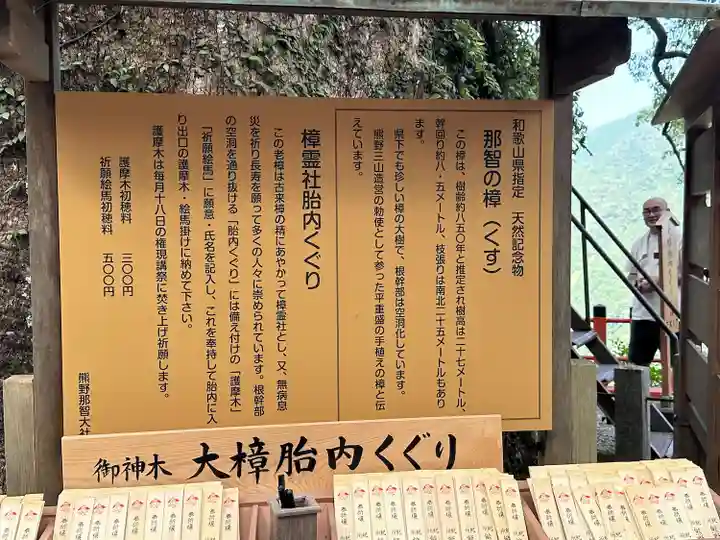 和歌山県指定　天然記念物
那智の樟（くす）
この樟は、樹齢約八五〇年と推定され樹高は二十七メートル、
幹回り約八・五メートル、枝張りは南北二十五メートルもあり
ます。
県下でも珍しい樟の大樹で、根幹部は空洞化しています。
熊野三山造営の勅使として参った平重盛の手植えの樟と伝
えています。
樟霊社胎内くぐり
この老樟は古来樟の精にあやかって樟霊社とし、又、無病息
災を祈り長寿を願って多くの人々に崇められています。根幹部
の空洞を通り抜ける「胎内くぐり」には備え付けの「護摩木」
「祈願絵馬」に願意・氏名を記入し、これを奉持して胎内に入
り出口の護摩木・絵馬掛けに納めて下さい。
護摩木は毎月十八日の権現講祭に焚き上げ祈願します。
護摩木初穂料　三〇〇円
祈願絵馬初穂料　五〇〇円
熊野那智大社
御神木 大樟胎内くぐり